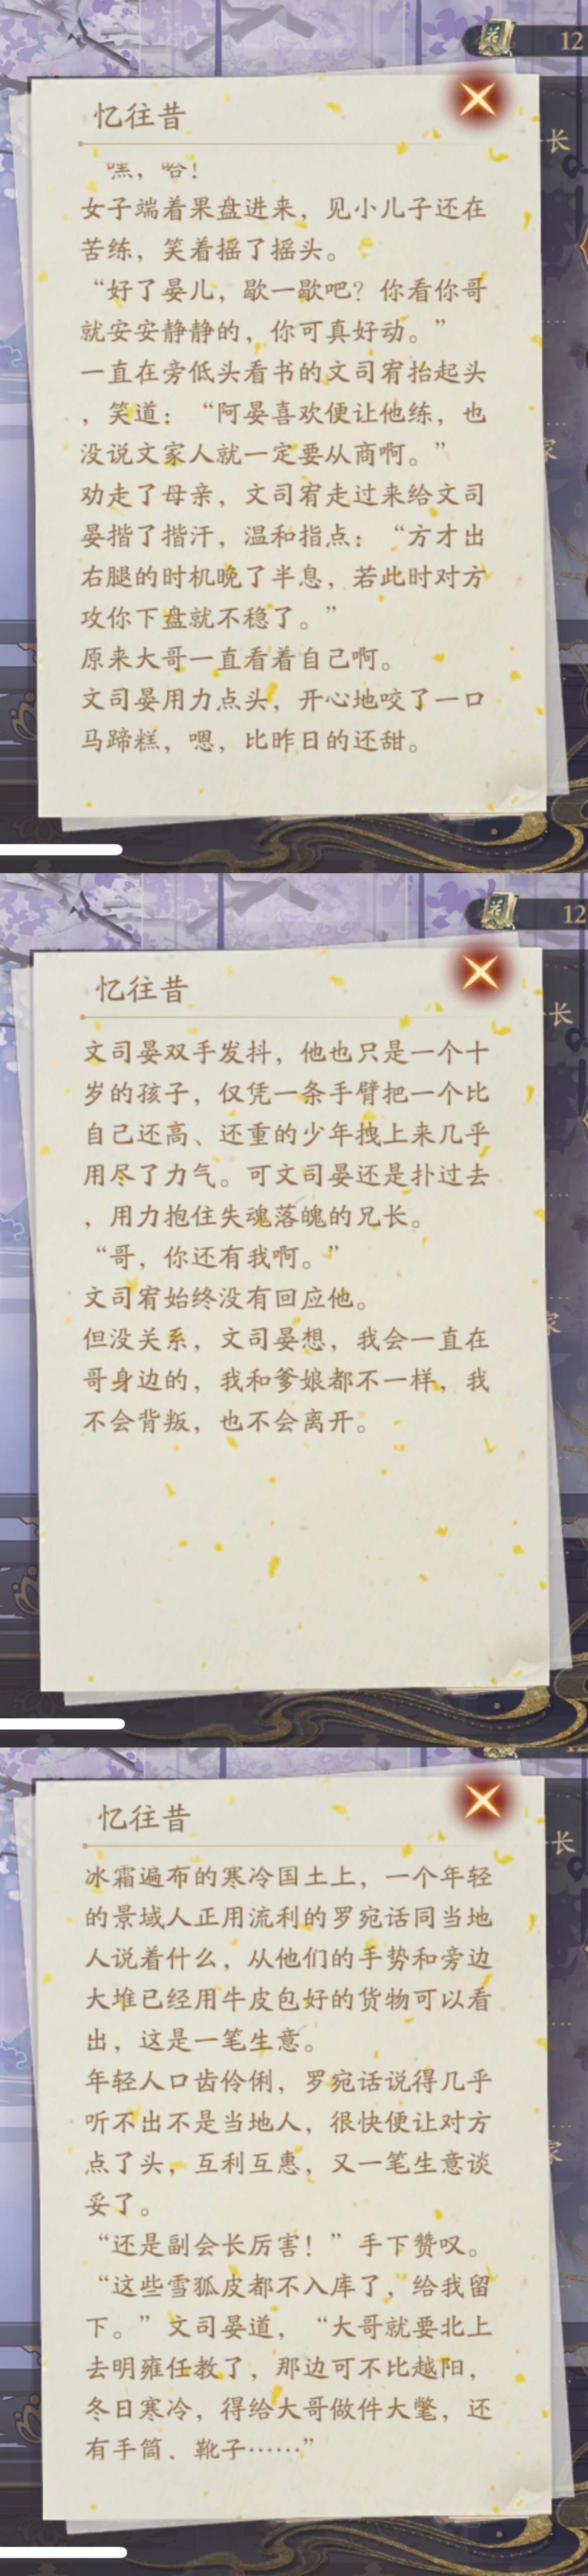 花
12
忆往昔
长
嘿，哈！
女子端着果盘进来，见小儿子还在
苦练，笑着摇了摇头。
“好了晏儿，歇一歇吧？你看你哥
就安安静静的，你可真好动。”
一直在旁低头看书的文司宥抬起头
，笑道：“阿晏喜欢便让他练，也
没说文家人就一定要从商啊。”
家
劝走了母亲，文司宥走过来给文司
晏揩了揩汗，温和指点：“方才出
右腿的时机晚了半息，若此时对方
攻你下盘就不稳了。”
原来大哥一直看着自己啊。
文司晏用力点头，开心地咬了一口
马蹄糕，嗯，比昨日的还甜。
花
12
忆往昔
长
文司晏双手发抖，他也只是一个十
岁的孩子，仅凭一条手臂把一个比
自己还高、还重的少年拽上来几乎
用尽了力气。可文司晏还是扑过去
，用力抱住失魂落魄的兄长。
“哥，你还有我啊。”
文司宥始终没有回应他。
家
但没关系，文司晏想，我会一直在
哥身边的，我和爹娘都不一样，我
不会背叛，也不会离开。
忆往昔
长
冰霜遍布的寒冷国土上，一个年轻
的景域人正用流利的罗宛话同当地
人说着什么，从他们的手势和旁边
大堆已经用牛皮包好的货物可以看
出，这是一笔生意。
年轻人口齿伶俐，罗宛话说得几乎
听不出不是当地人，很快便让对方
点了头，互利互惠，又一笔生意谈
家
妥了。
“还是副会长厉害！”手下赞叹。
“这些雪狐皮都不入库了，给我留
下。”文司晏道，“大哥就要北上
去明雍任教了，那边可不比越阳，
冬日寒冷，得给大哥做件大氅，还
有手筒、靴子……”